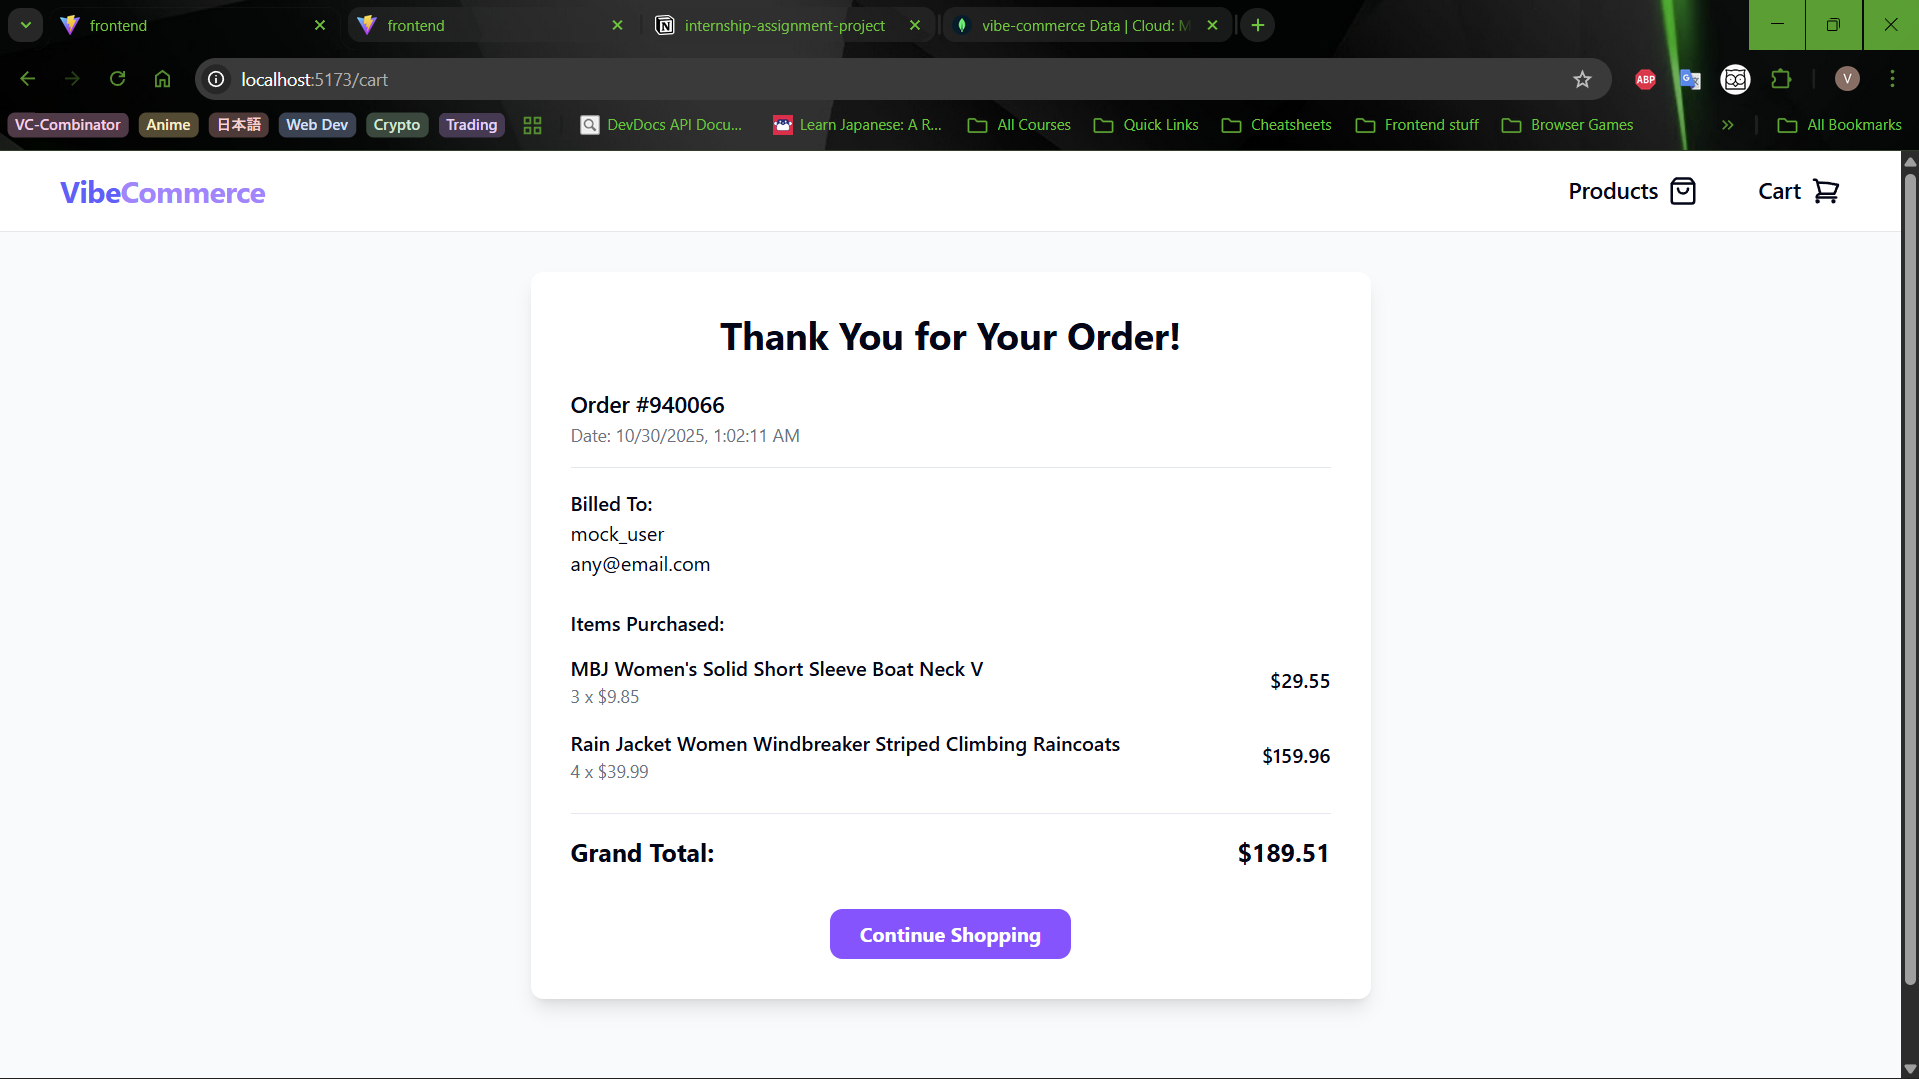 frontend
frontend
internship-assignment-project
vibe-commerce Data | Cloud: M
localhost:5173/cart
ABP
G
V
VC-Combinator
Anime
日本語
Web Dev
Crypto
Trading
DevDocs API Docu...
Learn Japanese: A R...
All Courses
Quick Links
Cheatsheets
Frontend stuff
Browser Games
All Bookmarks
VibeCommerce
Products
Cart
Thank You for Your Order!
Order #940066
Date: 10/30/2025, 1:02:11 AM
Billed To:
mock_user
any@email.com
Items Purchased:
MBJ Women's Solid Short Sleeve Boat Neck V
3 x $9.85
$29.55
Rain Jacket Women Windbreaker Striped Climbing Raincoats
4 x $39.99
$159.96
Grand Total:
$189.51
Continue Shopping